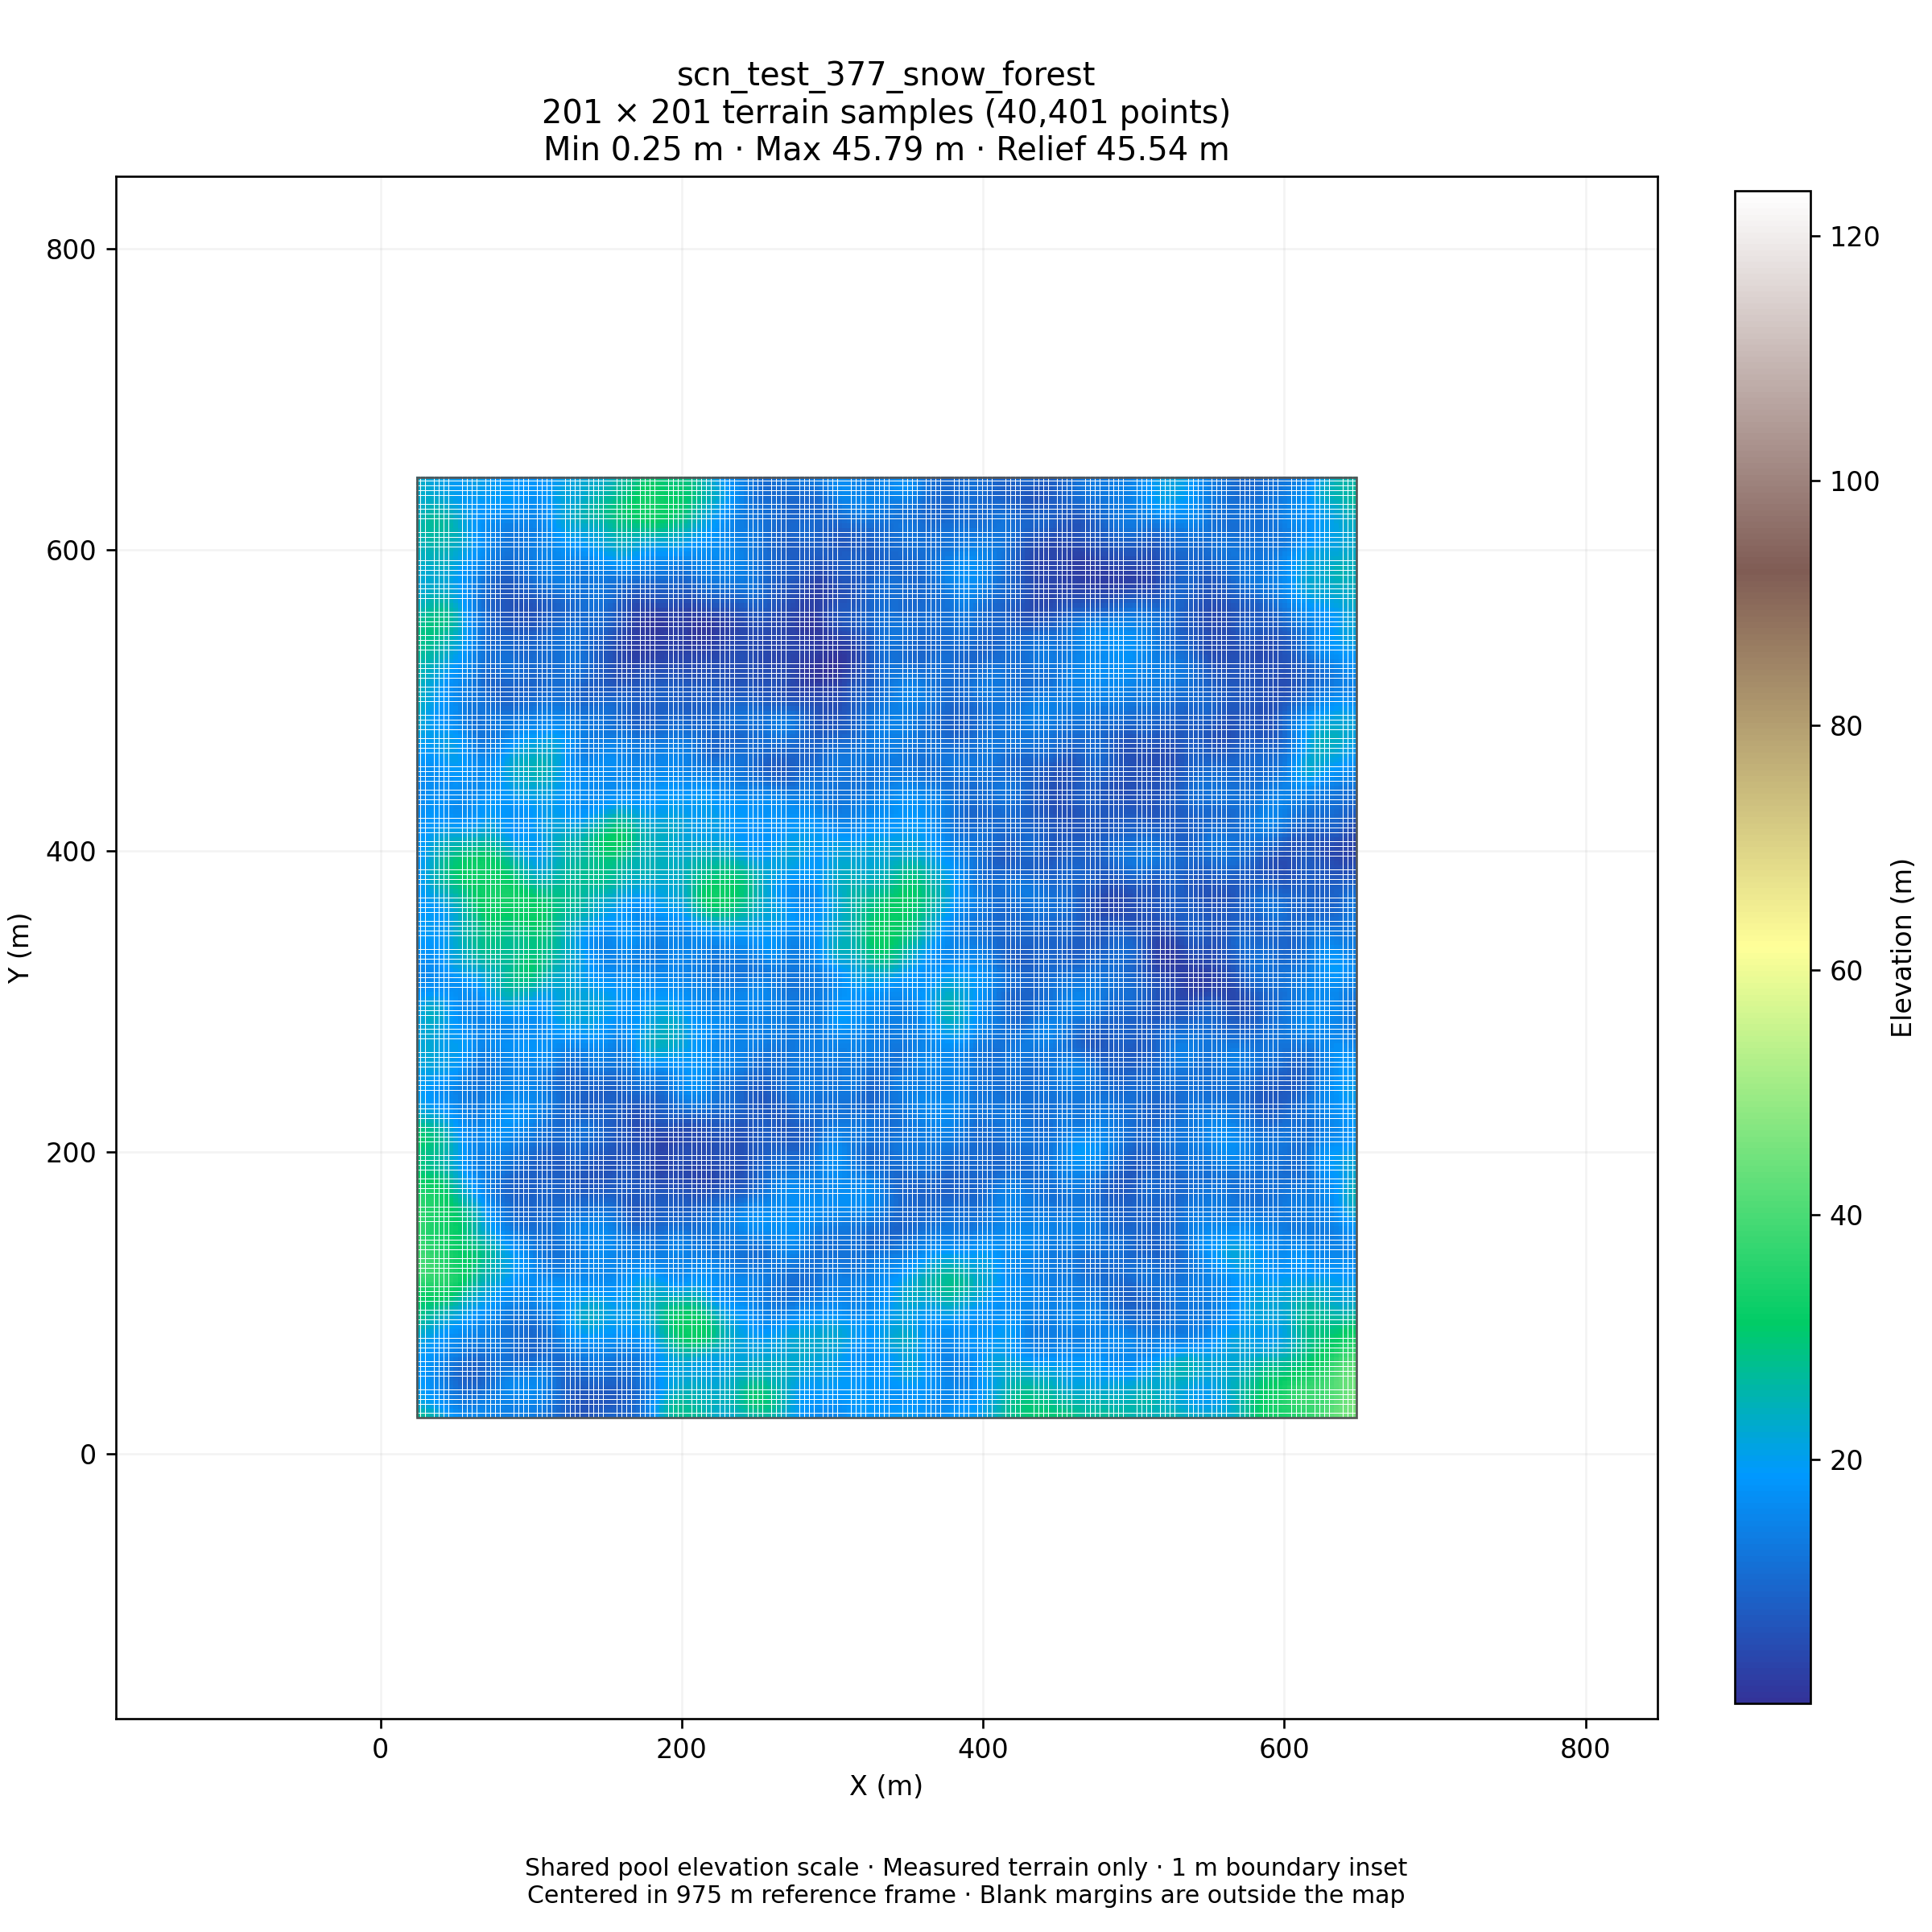 scn_test_377_snow_forest
201 × 201 terrain samples (40,401 points)
Min 0.25 m · Max 45.79 m · Relief 45.54 m
800
600
400
200
0
Y (m)
0 200 400 600 800
X (m)
120
100
80
60
40
20
Elevation (m)
Shared pool elevation scale · Measured terrain only · 1 m boundary inset
Centered in 975 m reference frame · Blank margins are outside the map